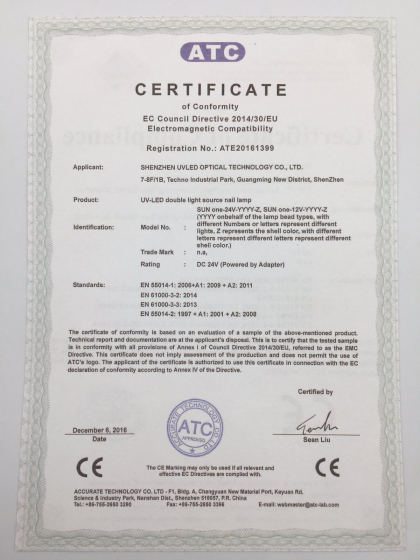 ATC
CERTIFICATE
of Conformity
EC Council Directive 2014/30/EU
Electromagnetic Compatibility
Registration No.: ATE20161399
Applicant: SHENZHEN UVLED OPTICAL TECHNOLOGY CO., LTD.
7-8F/1B, Techno Industrial Park, Guangming New District, ShenZhen
Product: UV-LED double light source nail lamp
Identification: Model No. : SUN one-24V-YYYY-Z, SUN one-12V-YYYY-Z
(YYYY onbehalf of the lamp bead types, with
different Numbers or letters represent different
lights, Z represents the shell color, with different
letters represent different letters represent different
shell color.)
Trade Mark : n.a,
Rating : DC 24V (Powered by Adapter)
Standards: EN 55014-1: 2006+A1: 2009 + A2: 2011
EN 61000-3-2: 2014
EN 61000-3-3: 2013
EN 55014-2: 1997 + A1: 2001 + A2: 2008
The certificate of conformity is based on an evaluation of a sample of the above-mentioned product.
Technical report and documentation are at the applicant's disposal. This is to certify that the tested sample
is in conformity with all provisions of Annex I of Council Directive 2014/30/EU, referred to as the EMC
Directive. This certificate does not imply assessment of the production and does not permit the use of
ATC's logo. The applicant of the certificate is authorized to use this certificate in connection with the EC
declaration of conformity according to Annex IV of the Directive.
Certified by
ACCURATE TECHNOLOGY CO. LTD
ATC
APPROVED
December 6, 2016
Date
Sean Liu
CE
The CE Marking may only be used if all relevant and
effective EC Directives are complied with.
CE
ACCURATE TECHNOLOGY CO. LTD - F1, Bldg. A, Changyuan New Material Port, Keyuan Rd.
Science & Industry Park, Nanshan Dist., Shenzhen 518057, P.R. China
Tel.: +86-755-2650 3290 Fax: +86-755-2650 3396 E-mail: webmaster@atc-lab.com